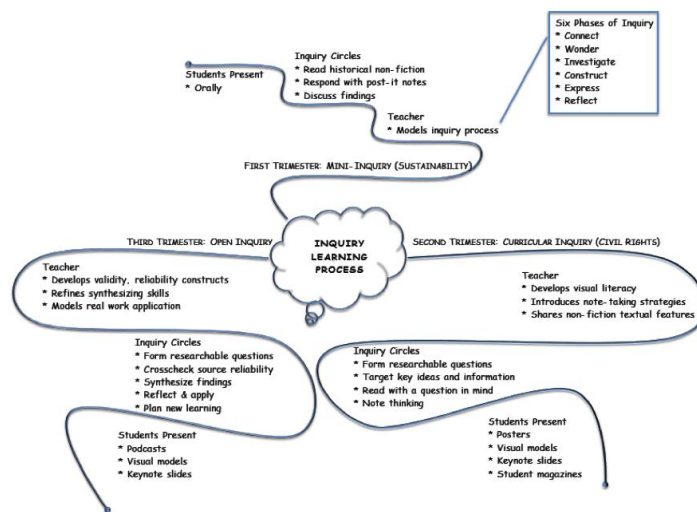 Six Phases of Inquiry
* Connect
* Wonder
* Investigate
* Construct
* Express
* Reflect
Inquiry Circles
* Read historical non-fiction
* Respond with post-it notes
* Discuss findings
Students Present
* Orally
Teacher
* Models inquiry process
FIRST TRIMESTER: MINI-INQUIRY (SUSTAINABILITY)
INQUIRY
LEARNING
PROCESS
THIRD TRIMESTER: OPEN INQUIRY
Teacher
* Develops validity, reliability constructs
* Refines synthesizing skills
* Models real work application
Inquiry Circles
* Form researchable questions
* Crosscheck source reliability
* Synthesize findings
* Reflect & apply
* Plan new learning
Students Present
* Podcasts
* Visual models
* Keynote slides
SECOND TRIMESTER: CURRICULAR INQUIRY (CIVIL RIGHTS)
Teacher
* Develops visual literacy
* Introduces note-taking strategies
* Shares non-fiction textual features
Inquiry Circles
* Form researchable questions
* Target key ideas and information
* Read with a question in mind
* Note thinking
Students Present
* Posters
* Visual models
* Keynote slides
* Student magazines